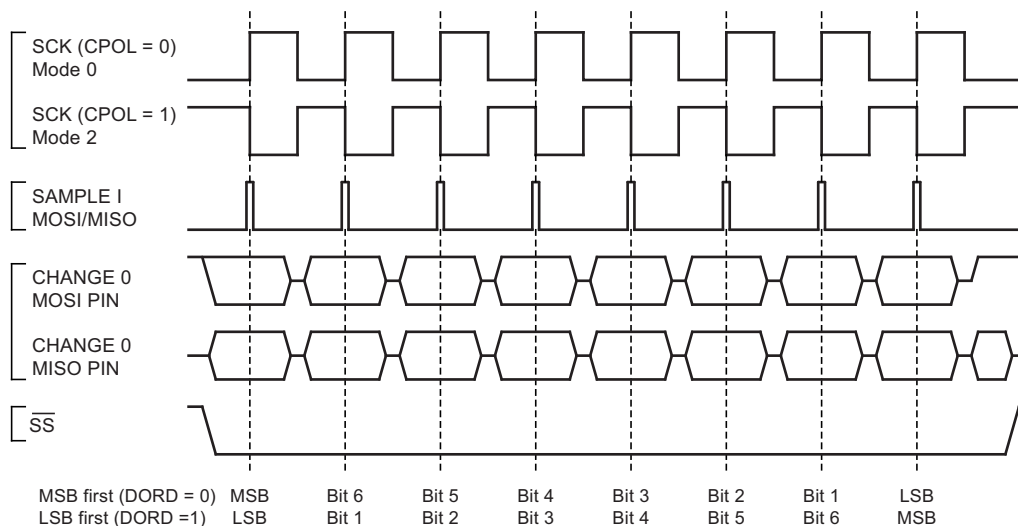 SCK (CPOL = 0)
Mode 0
SCK (CPOL = 1)
Mode 2
SAMPLE I
MOSI/MISO
CHANGE 0
MOSI PIN
CHANGE 0
MISO PIN
SS
MSB first (DORD = 0) MSB Bit 6 Bit 5 Bit 4 Bit 3 Bit 2 Bit 1 LSB
LSB first (DORD =1) LSB Bit 1 Bit 2 Bit 3 Bit 4 Bit 5 Bit 6 MSB